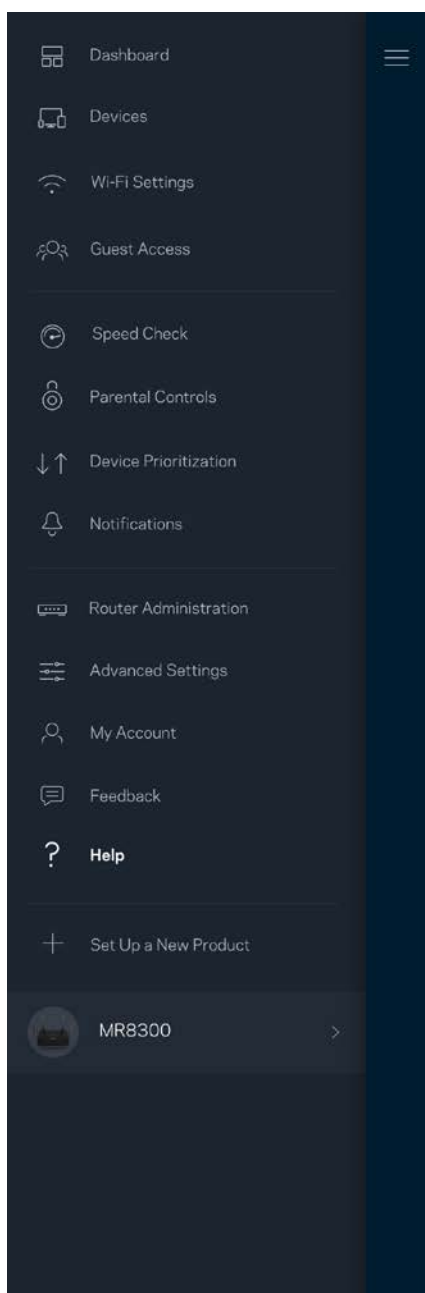 Dashboard
Devices
Wi-Fi Settings
Guest Access
Speed Check
Parental Controls
Device Prioritization
Notifications
Router Administration
Advanced Settings
My Account
Feedback
Help
Set Up a New Product
MR8300